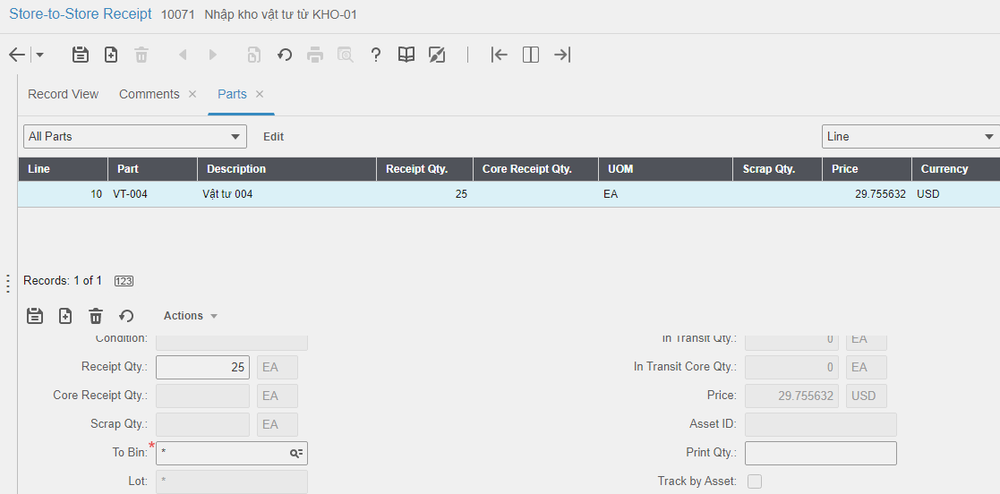 Store-to-Store Receipt 10071 Nhập kho vật tư từ KHO-01
Record View Comments × Parts ×
All Parts Edit Line
Line Part Description Receipt Qty. Core Receipt Qty. UOM Scrap Qty. Price Currency
10 VT-004 Vật tư 004 25 EA 29.755632 USD
Records: 1 of 1 123
Actions
Condition: In Transit Qty.: 0 EA
Receipt Qty.: 25 EA In Transit Core Qty.: 0 EA
Core Receipt Qty.: EA Price: 29.755632 USD
Scrap Qty.: EA Asset ID:
To Bin: * * Print Qty.:
Lot: * Track by Asset: